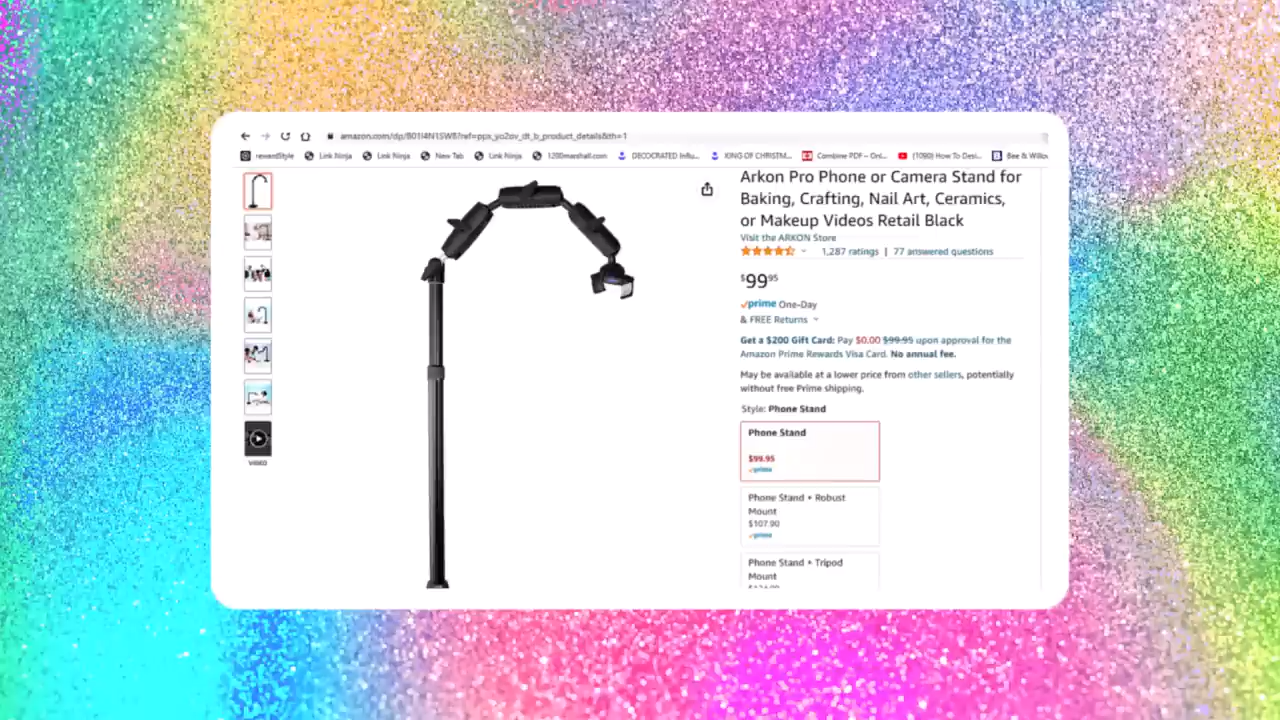 amazon.com/dp/B01I4N1SW8?ref=ppx_yo2ov_dt_b_product_details&th=1
rewardStyle Link Ninja Link Ninja New Tab Link Ninja 1200marshall.com DECOCRATED Influ... KING OF CHRISTM... Combine PDF – Onl... (1080) How To Desi... Bee & Willow
Arkon Pro Phone or Camera Stand for
Baking, Crafting, Nail Art, Ceramics,
or Makeup Videos Retail Black
Visit the ARKON Store
1,287 ratings | 77 answered questions
$99.95
prime One-Day
& FREE Returns
Get a $200 Gift Card: Pay $0.00 $99.95 upon approval for the
Amazon Prime Rewards Visa Card. No annual fee.
May be available at a lower price from other sellers, potentially
without free Prime shipping.
Style: Phone Stand
Phone Stand
$99.95
prime
Phone Stand + Robust
Mount
$107.90
prime
Phone Stand + Tripod
Mount
VIDEO